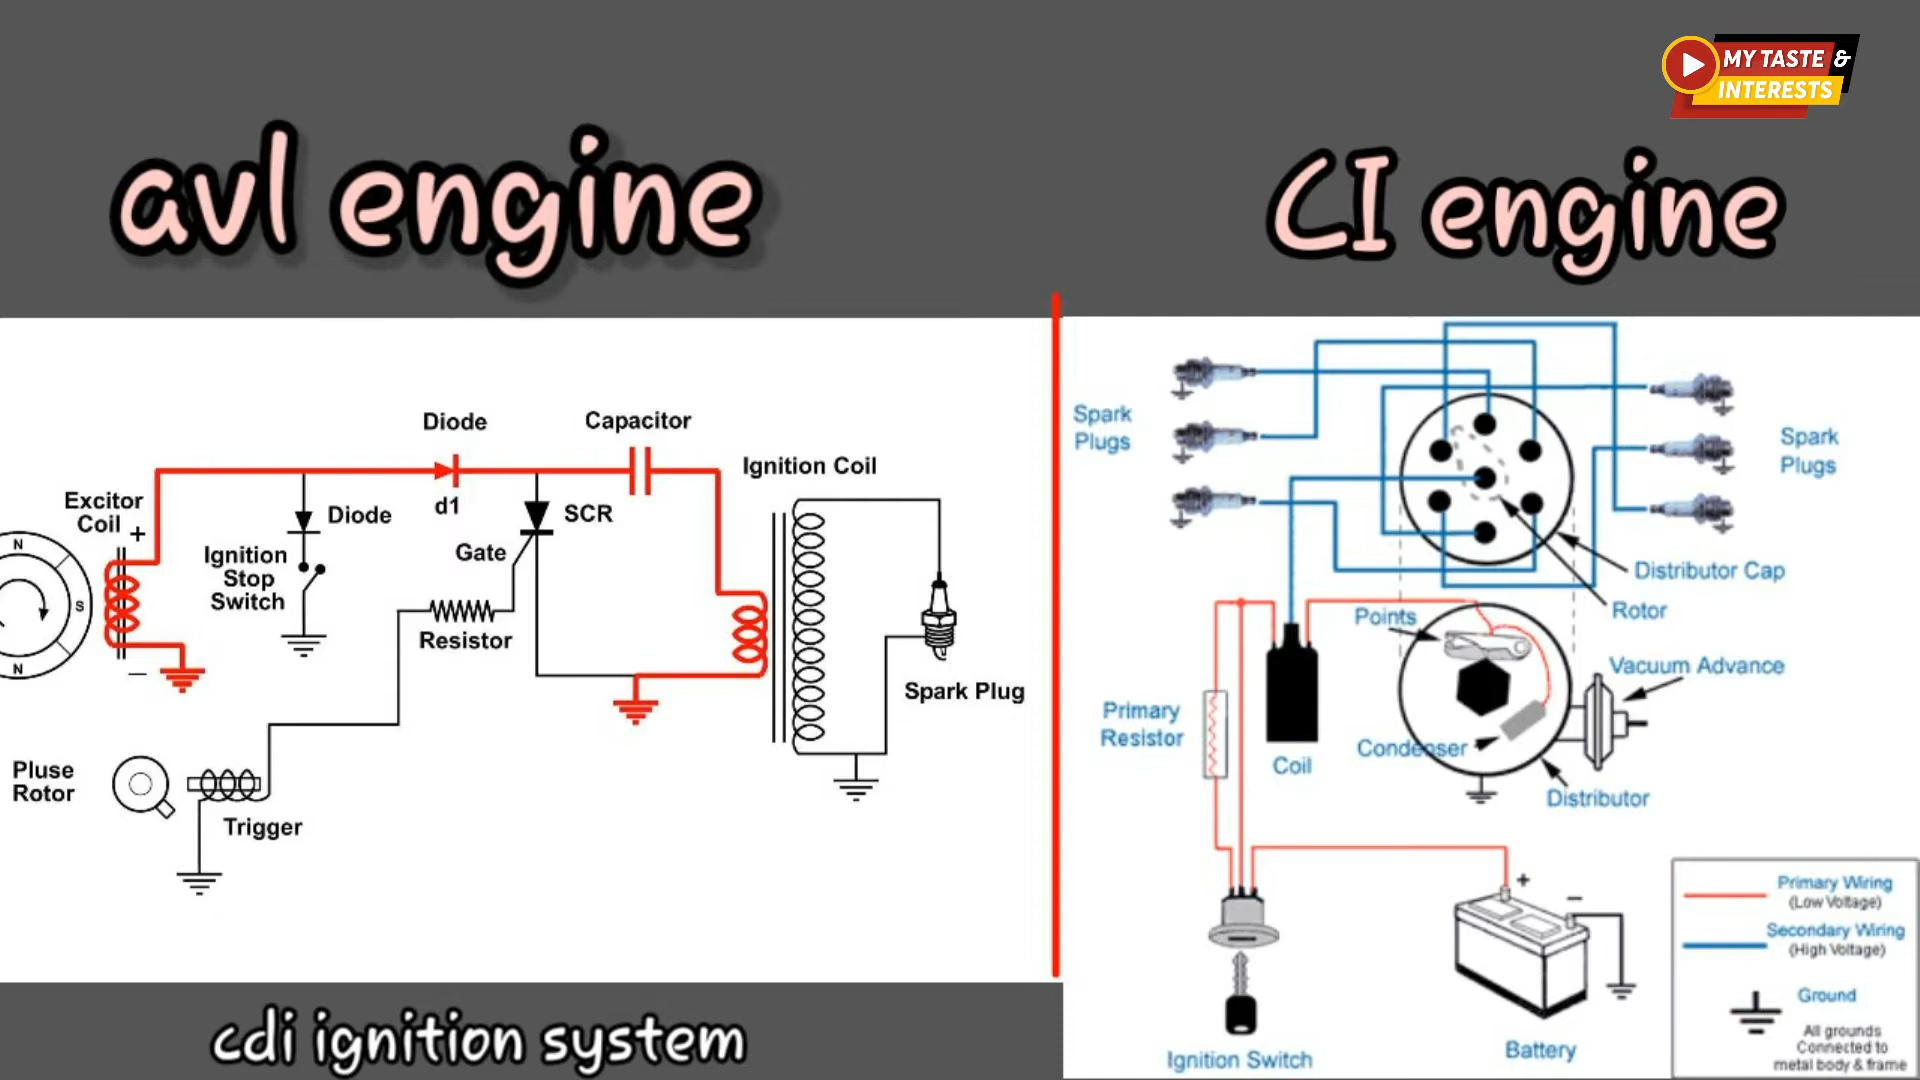 MY TASTE &
INTERESTS
avl engine
CI engine
Diode
Capacitor
Ignition Coil
Excitor
Coil
+
d1
Diode
SCR
Gate
Ignition
Stop
Switch
N
S
N
—
Resistor
Spark Plug
Pluse
Rotor
Trigger
cdi ignition system
Spark
Plugs
Spark
Plugs
Distributor Cap
Rotor
Points
Vacuum Advance
Primary
Resistor
Coil
Condenser
Distributor
+
−
Ignition Switch
Battery
Primary Wiring
(Low Voltage)
Secondary Wiring
(High Voltage)
Ground
All grounds
Connected to
metal body & frame